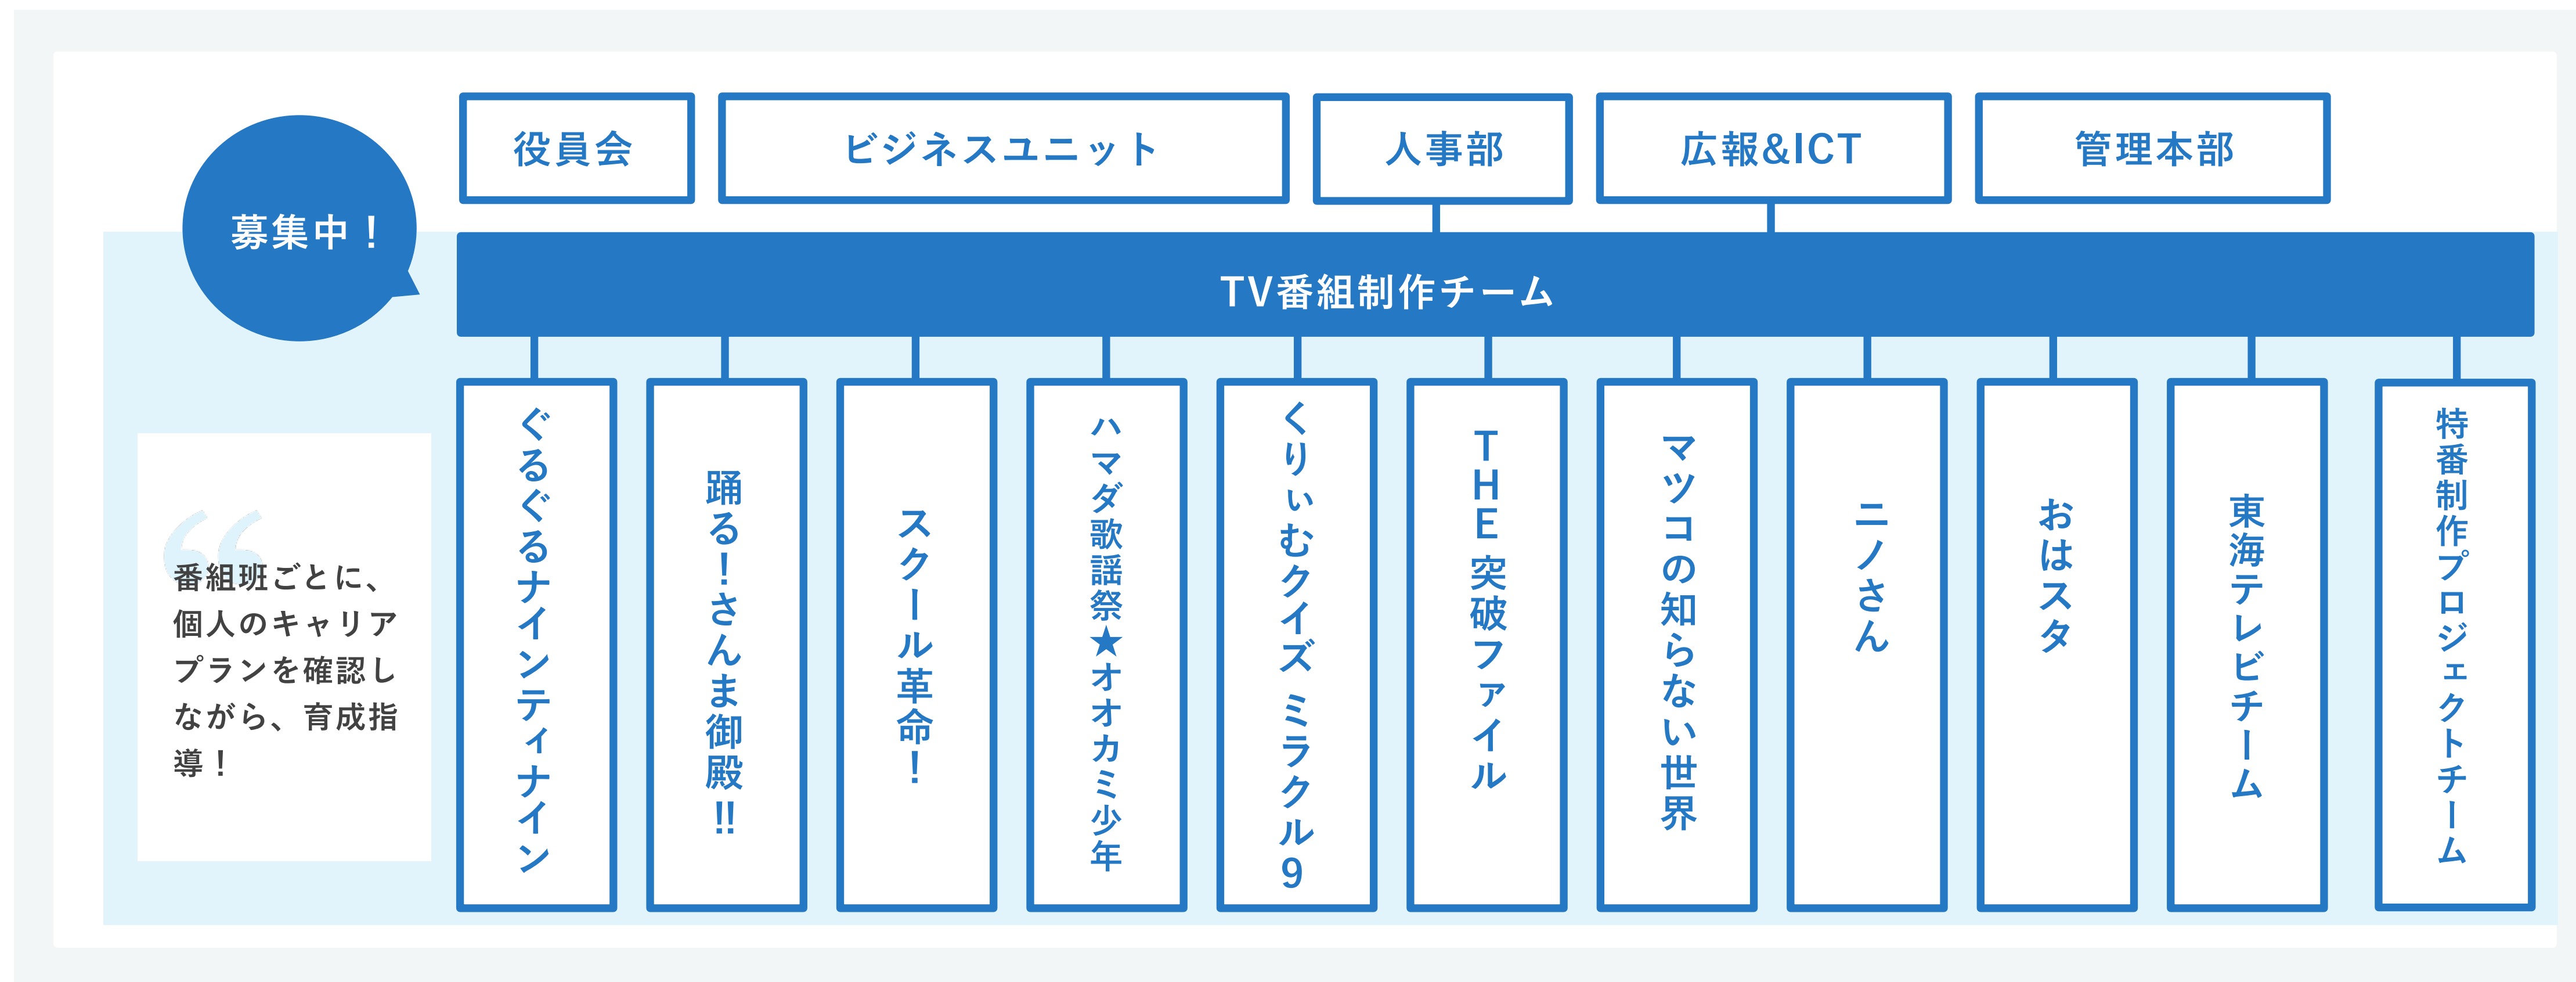 役員会
ビジネスユニット
人事部
広報&ICT
管理本部
募集中！
TV番組制作チーム
番組班ごとに、
個人のキャリア
プランを確認し
ながら、育成指
導！
ぐるぐるナインティナイン
踊る！さんま御殿!!
スクール革命！
ハマダ歌謡祭★オオカミ少年
くりぃむクイズ ミラクル9
THE 突破ファイル
マツコの知らない世界
ニノさん
おはスタ
東海テレビチーム
特番制作プロジェクトチーム